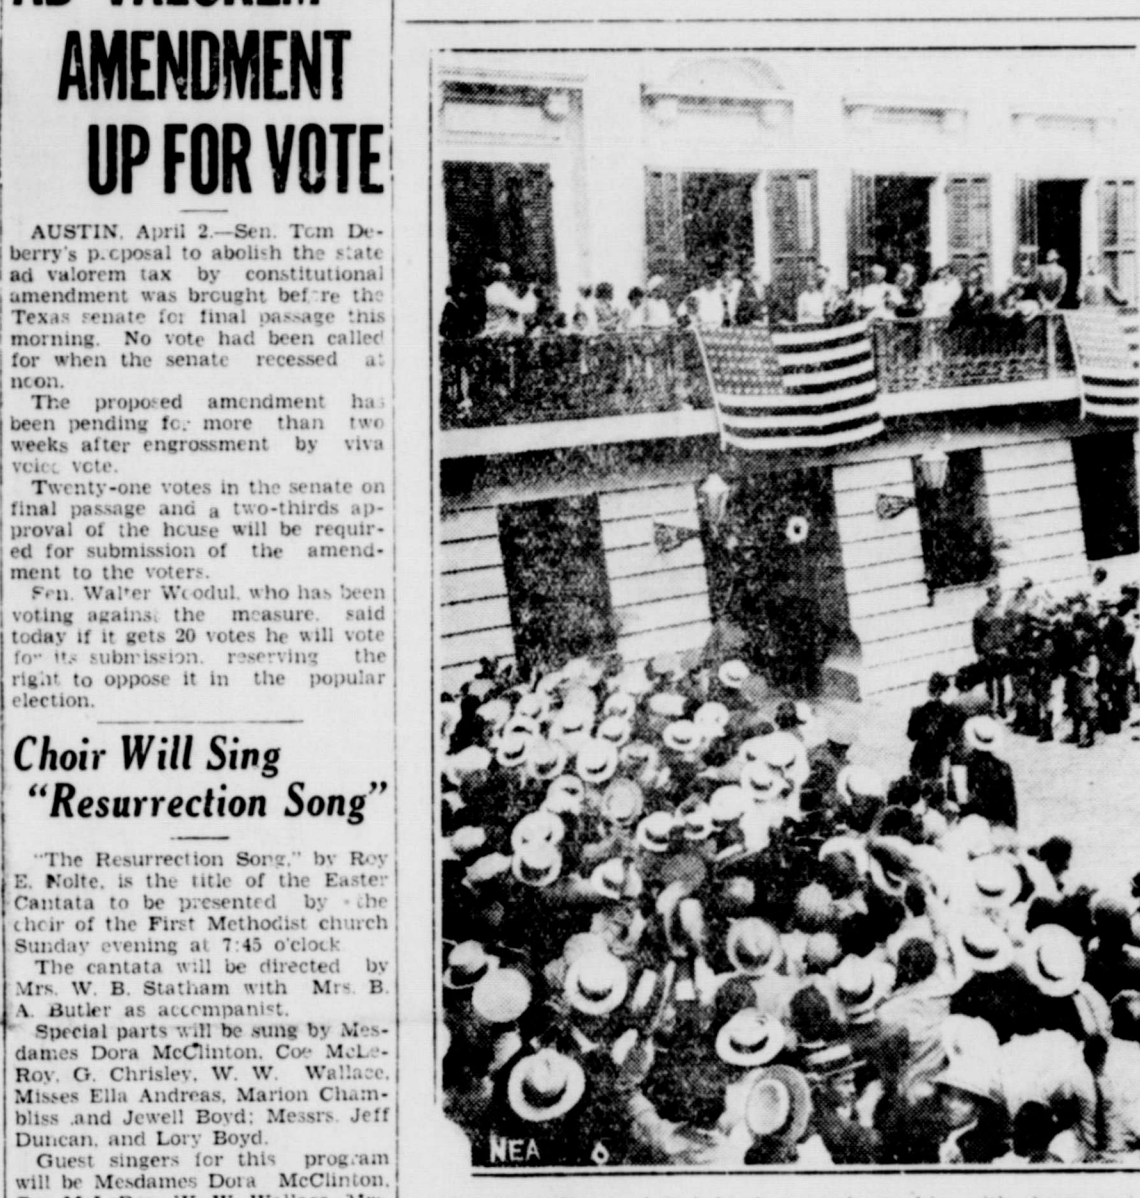 AD VALOREM
AMENDMENT
UP FOR VOTE
AUSTIN, April 2.—Sen. Tom De-
berry's p.oposal to abolish the state
ad valorem tax by constitutional
amendment was brought before the
Texas senate for final passage this
morning. No vote had been called
for when the senate recessed at
noon.
The proposed amendment has
been pending for more than two
weeks after engrossment by viva
voice vote.
Twenty-one votes in the senate on
final passage and a two-thirds ap-
proval of the house will be requir-
ed for submission of the amend-
ment to the voters.
Sen. Walter Woodul, who has been
voting against the measure, said
today if it gets 20 votes he will vote
for its submission, reserving the
right to oppose it in the popular
election.
Choir Will Sing
"Resurrection Song"
"The Resurrection Song," by Roy
E. Nolte, is the title of the Easter
Cantata to be presented by the
choir of the First Methodist church
Sunday evening at 7:45 o'clock
The cantata will be directed by
Mrs. W. B. Statham with Mrs. B.
A. Butler as accompanist.
Special parts will be sung by Mes-
dames Dora McClinton, Coe McLe-
Roy, G. Chrisley, W. W. Wallace,
Misses Ella Andreas, Marion Cham-
bliss and Jewell Boyd; Messrs. Jeff
Duncan, and Lory Boyd.
Guest singers for this program
will be Mesdames Dora McClinton,
NEA